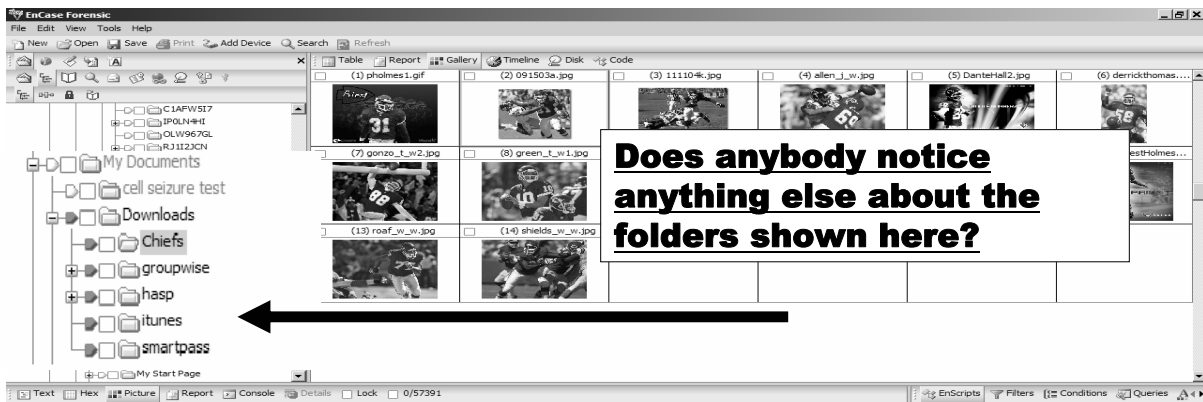 EnCase Forensic
File Edit View Tools Help
New Open Save Print Add Device Search Refresh
Table Report Gallery Timeline Disk Code
C1AFW5I7
IPOLN4HI
OLW967GL
RJ1I2JCN
My Documents
cell seizure test
Downloads
Chiefs
groupwise
hasp
itunes
smartpass
My Start Page
(1) pholmes1.gif (2) 091503a.jpg (3) 111104k.jpg (4) allen_j_w.jpg (5) DanteHall2.jpg (6) derrickthomas....
(7) gonzo_t_w2.jpg (8) green_t_w1.jpg estHolmes...
(13) roaf_w_w.jpg (14) shields_w_w.jpg
Does anybody notice
anything else about the
folders shown here?
Text Hex Picture Report Console Details Lock 0/57391
EnScripts Filters Conditions Queries